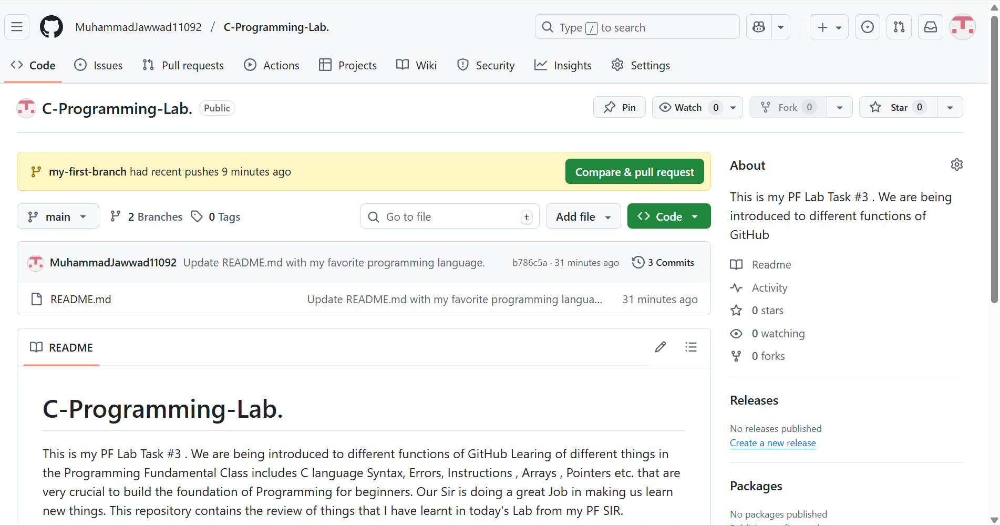 MuhammadJawwad11092 / C-Programming-Lab.
Type / to search
Code Issues Pull requests Actions Projects Wiki Security Insights Settings
C-Programming-Lab. Public
Pin Watch 0 Fork 0 Star 0
my-first-branch had recent pushes 9 minutes ago
Compare & pull request
main 2 Branches 0 Tags
Go to file t Add file Code
MuhammadJawwad11092 Update README.md with my favorite programming language. b786c5a · 31 minutes ago 3 Commits
README.md Update README.md with my favorite programming langua... 31 minutes ago
README
C-Programming-Lab.
This is my PF Lab Task #3 . We are being introduced to different functions of GitHub Learing of different things in
the Programming Fundamental Class includes C language Syntax, Errors, Instructions , Arrays , Pointers etc. that are
very crucial to build the foundation of Programming for beginners. Our Sir is doing a great Job in making us learn
new things. This repository contains the review of things that I have learnt in today's Lab from my PF SIR.
About
This is my PF Lab Task #3 . We are being
introduced to different functions of
GitHub
Readme
Activity
0 stars
0 watching
0 forks
Releases
No releases published
Create a new release
Packages
No packages published